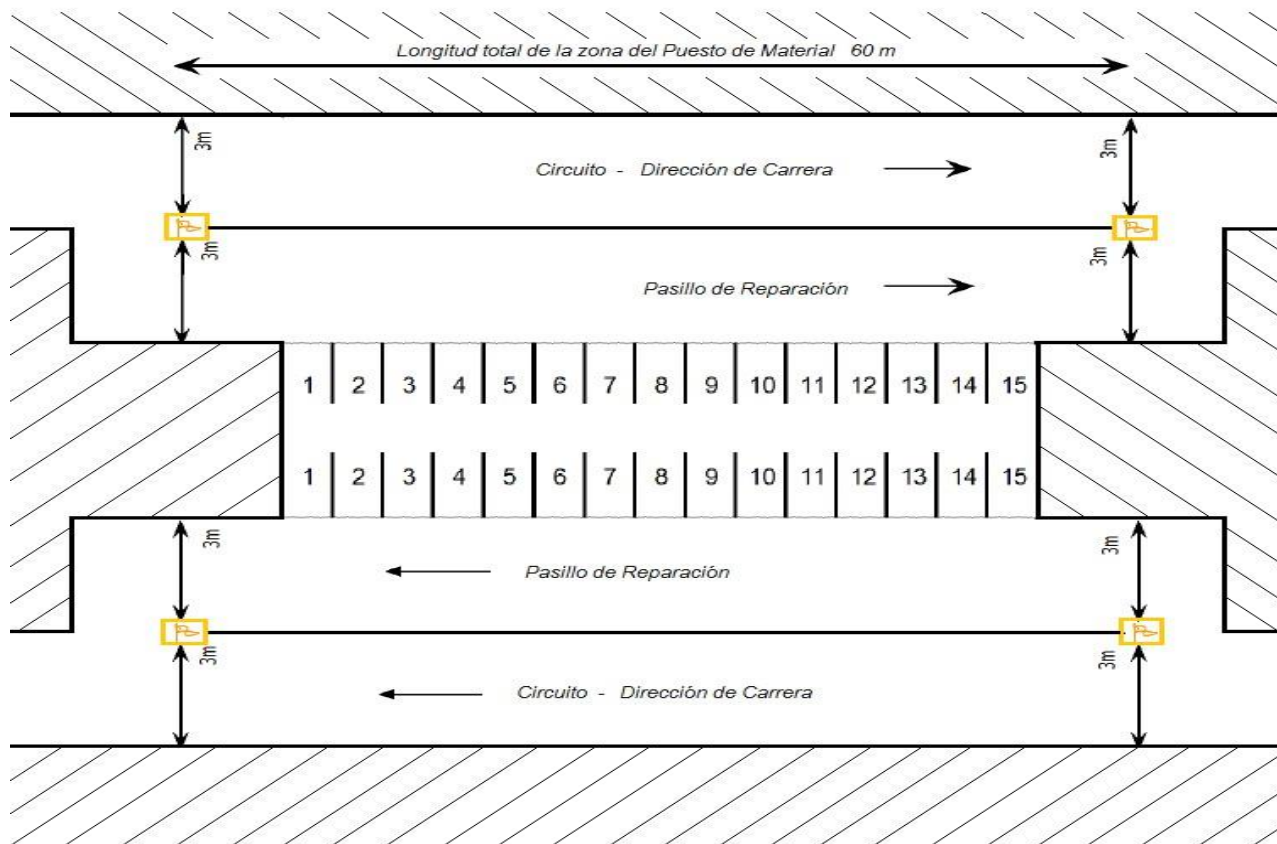 Longitud total de la zona del Puesto de Material 60 m
3m 3m
Circuito - Dirección de Carrera
3m 3m
Pasillo de Reparación
1 2 3 4 5 6 7 8 9 10 11 12 13 14 15
1 2 3 4 5 6 7 8 9 10 11 12 13 14 15
3m 3m
Pasillo de Reparación
3m 3m
Circuito - Dirección de Carrera